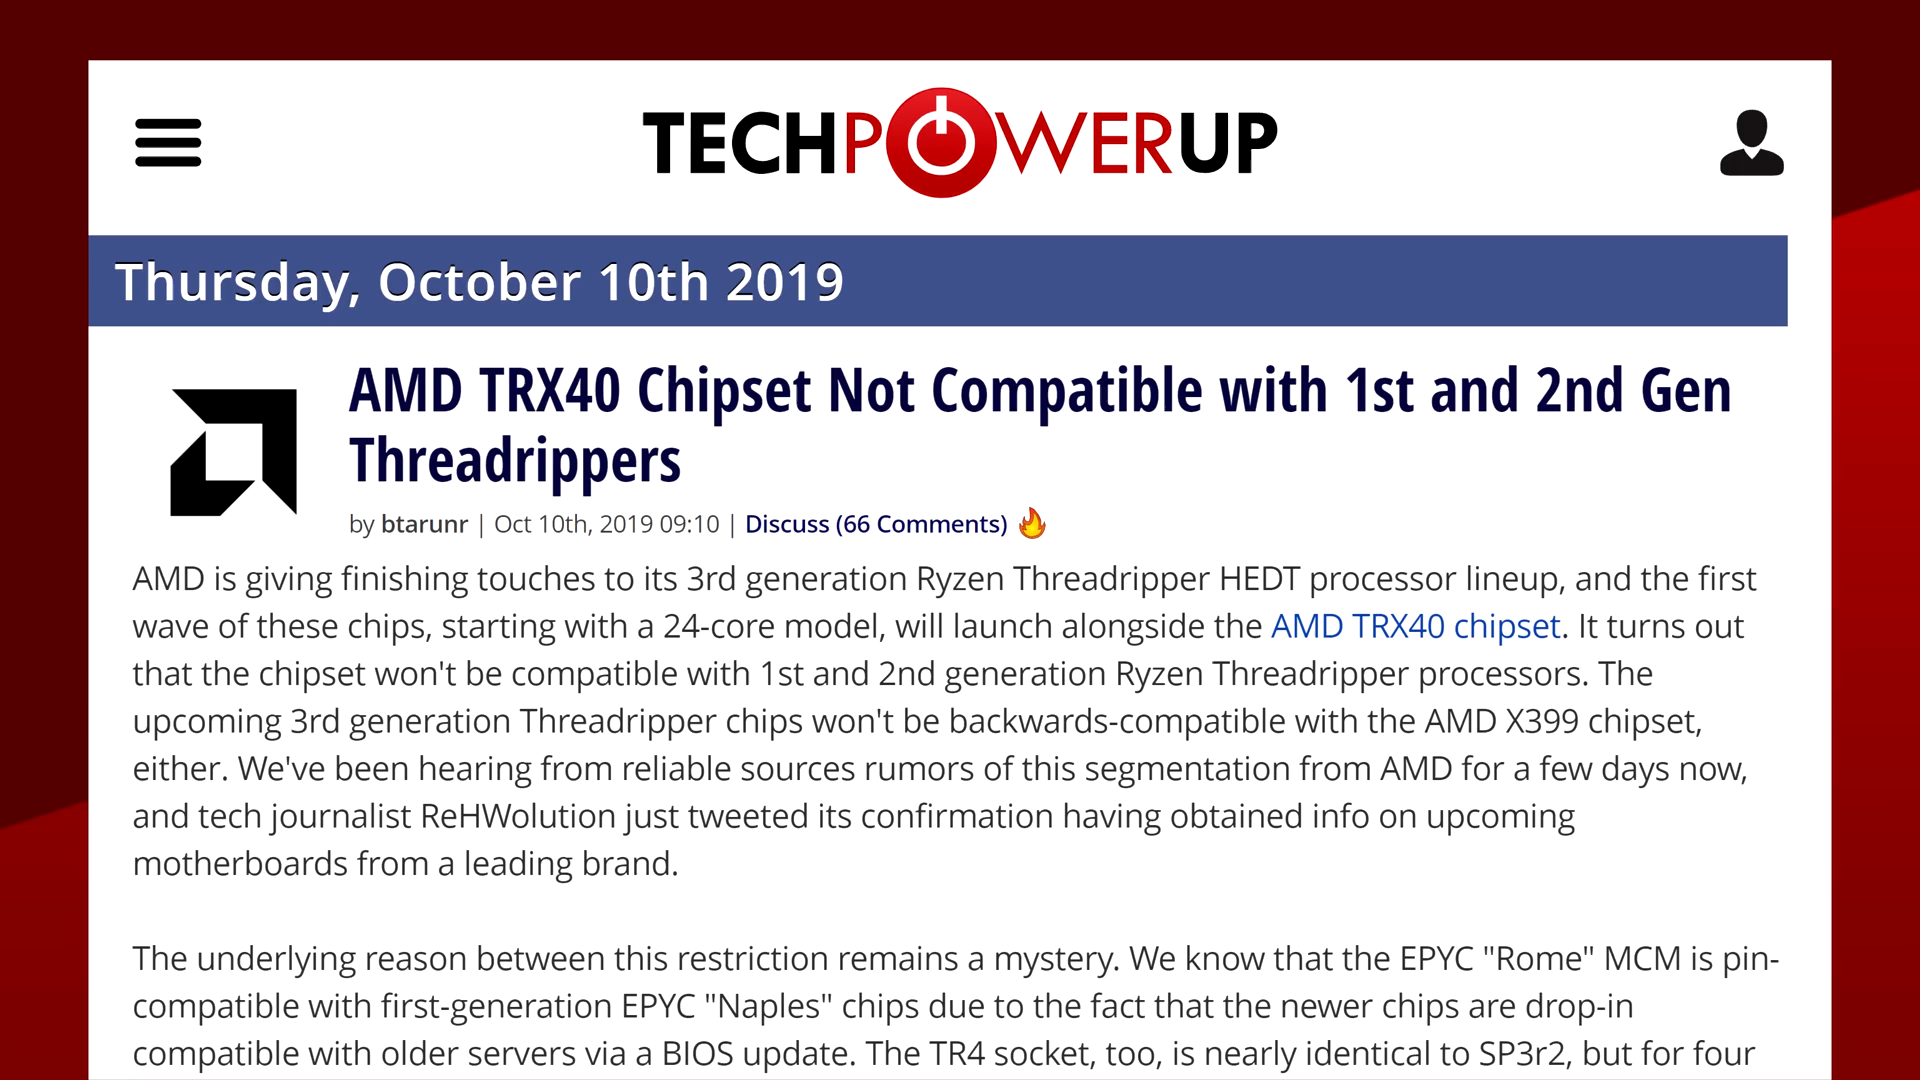 TECHPOWERUP
Thursday, October 10th 2019
AMD TRX40 Chipset Not Compatible with 1st and 2nd Gen
Threadrippers
by btarunr | Oct 10th, 2019 09:10 | Discuss (66 Comments)
AMD is giving finishing touches to its 3rd generation Ryzen Threadripper HEDT processor lineup, and the first
wave of these chips, starting with a 24-core model, will launch alongside the AMD TRX40 chipset. It turns out
that the chipset won't be compatible with 1st and 2nd generation Ryzen Threadripper processors. The
upcoming 3rd generation Threadripper chips won't be backwards-compatible with the AMD X399 chipset,
either. We've been hearing from reliable sources rumors of this segmentation from AMD for a few days now,
and tech journalist ReHWolution just tweeted its confirmation having obtained info on upcoming
motherboards from a leading brand.
The underlying reason between this restriction remains a mystery. We know that the EPYC "Rome" MCM is pin-
compatible with first-generation EPYC "Naples" chips due to the fact that the newer chips are drop-in
compatible with older servers via a BIOS update. The TR4 socket, too, is nearly identical to SP3r2, but for four